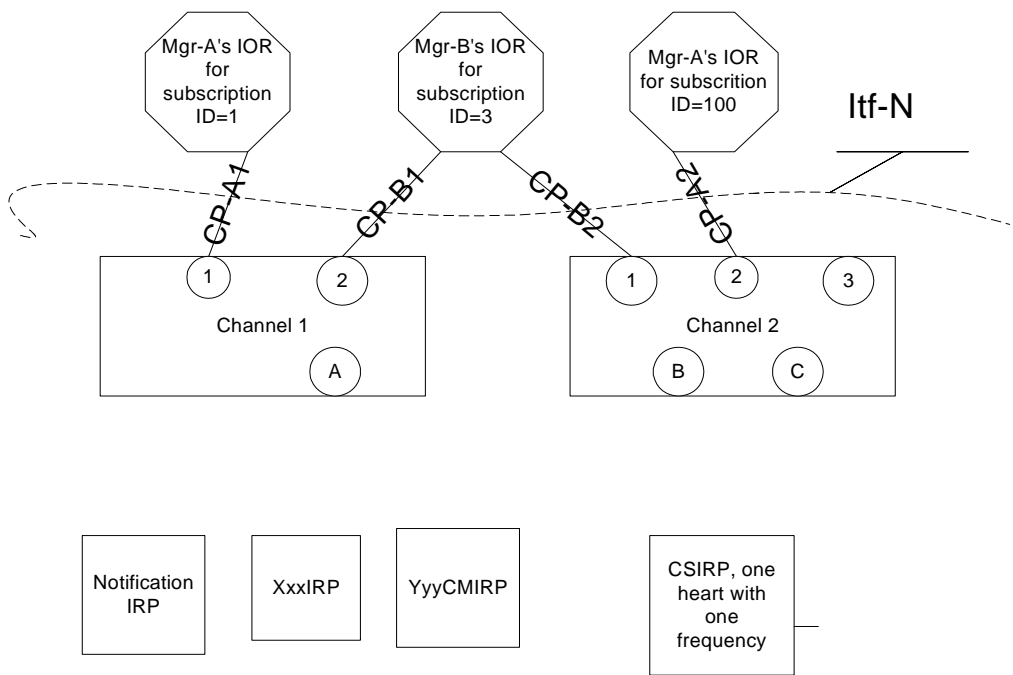 Mgr-A's IOR
for
subscription
ID=1
Mgr-B's IOR
for
subscription
ID=3
Mgr-A's IOR
for subscrition
ID=100
Itf-N
CP-A1
CP-B1
CP-B2
CP-A2
1
2
Channel 1
A
1
2
3
Channel 2
B
C
Notification
IRP
XxxIRP
YyyCMIRP
CSIRP, one
heart with
one
frequency